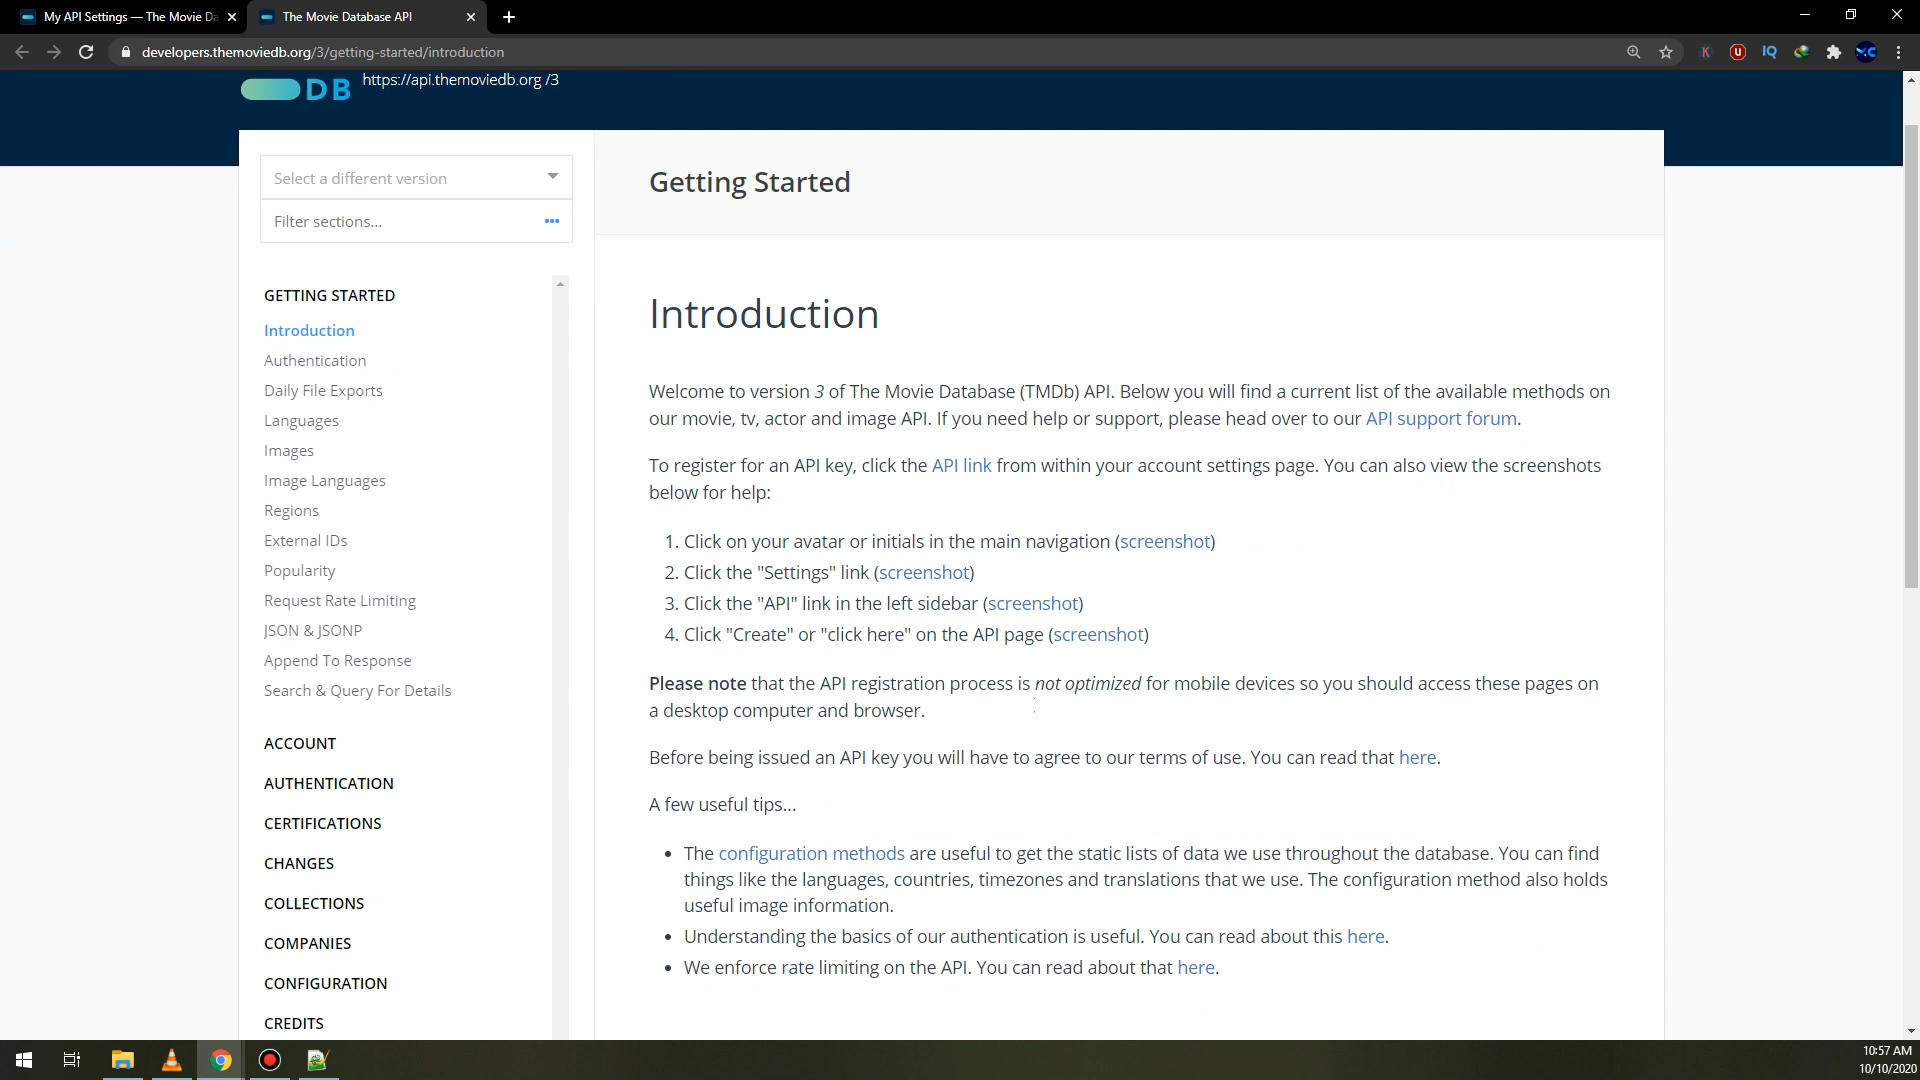 My API Settings — The Movie Da
The Movie Database API
developers.themoviedb.org/3/getting-started/introduction
K
U
IQ
DB
https://api.themoviedb.org /3
Select a different version
Filter sections...
GETTING STARTED
Introduction
Authentication
Daily File Exports
Languages
Images
Image Languages
Regions
External IDs
Popularity
Request Rate Limiting
JSON & JSONP
Append To Response
Search & Query For Details
ACCOUNT
AUTHENTICATION
CERTIFICATIONS
CHANGES
COLLECTIONS
COMPANIES
CONFIGURATION
CREDITS
Getting Started
Introduction
Welcome to version 3 of The Movie Database (TMDb) API. Below you will find a current list of the available methods on
our movie, tv, actor and image API. If you need help or support, please head over to our API support forum.
To register for an API key, click the API link from within your account settings page. You can also view the screenshots
below for help:
1. Click on your avatar or initials in the main navigation (screenshot)
2. Click the "Settings" link (screenshot)
3. Click the "API" link in the left sidebar (screenshot)
4. Click "Create" or "click here" on the API page (screenshot)
Please note that the API registration process is not optimized for mobile devices so you should access these pages on
a desktop computer and browser.
Before being issued an API key you will have to agree to our terms of use. You can read that here.
A few useful tips...
• The configuration methods are useful to get the static lists of data we use throughout the database. You can find
things like the languages, countries, timezones and translations that we use. The configuration method also holds
useful image information.
• Understanding the basics of our authentication is useful. You can read about this here.
• We enforce rate limiting on the API. You can read about that here.
10:57 AM
10/10/2020